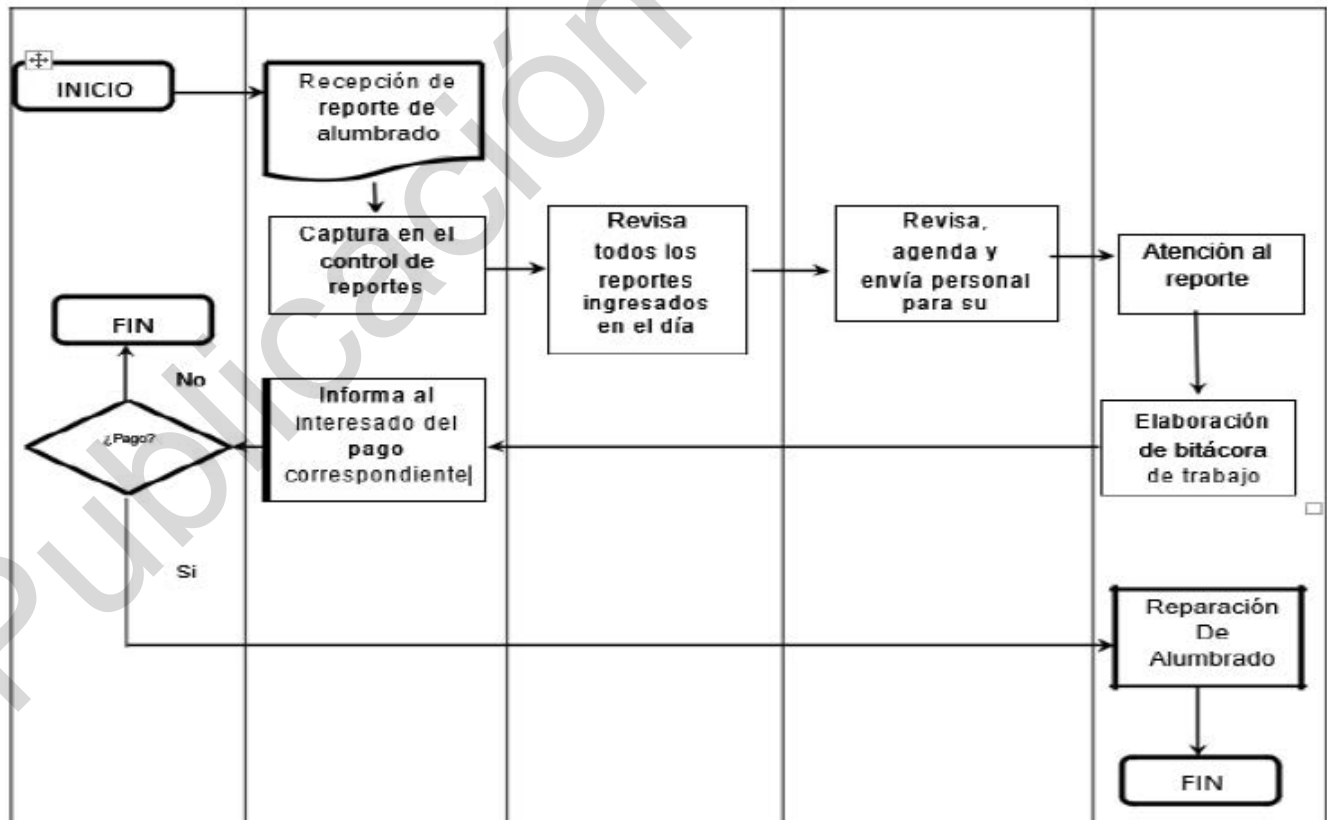 INICIO
Recepción de
reporte de
alumbrado
Captura en el
control de
reportes
Revisa
todos los
reportes
ingresados
en el día
Revisa,
agenda y
envía personal
para su
Atención al
reporte
Elaboración
de bitácora
de trabajo
Informa al
interesado del
pago
correspondiente
¿Pago?
No
FIN
Si
Reparación
De
Alumbrado
FIN
Publicación